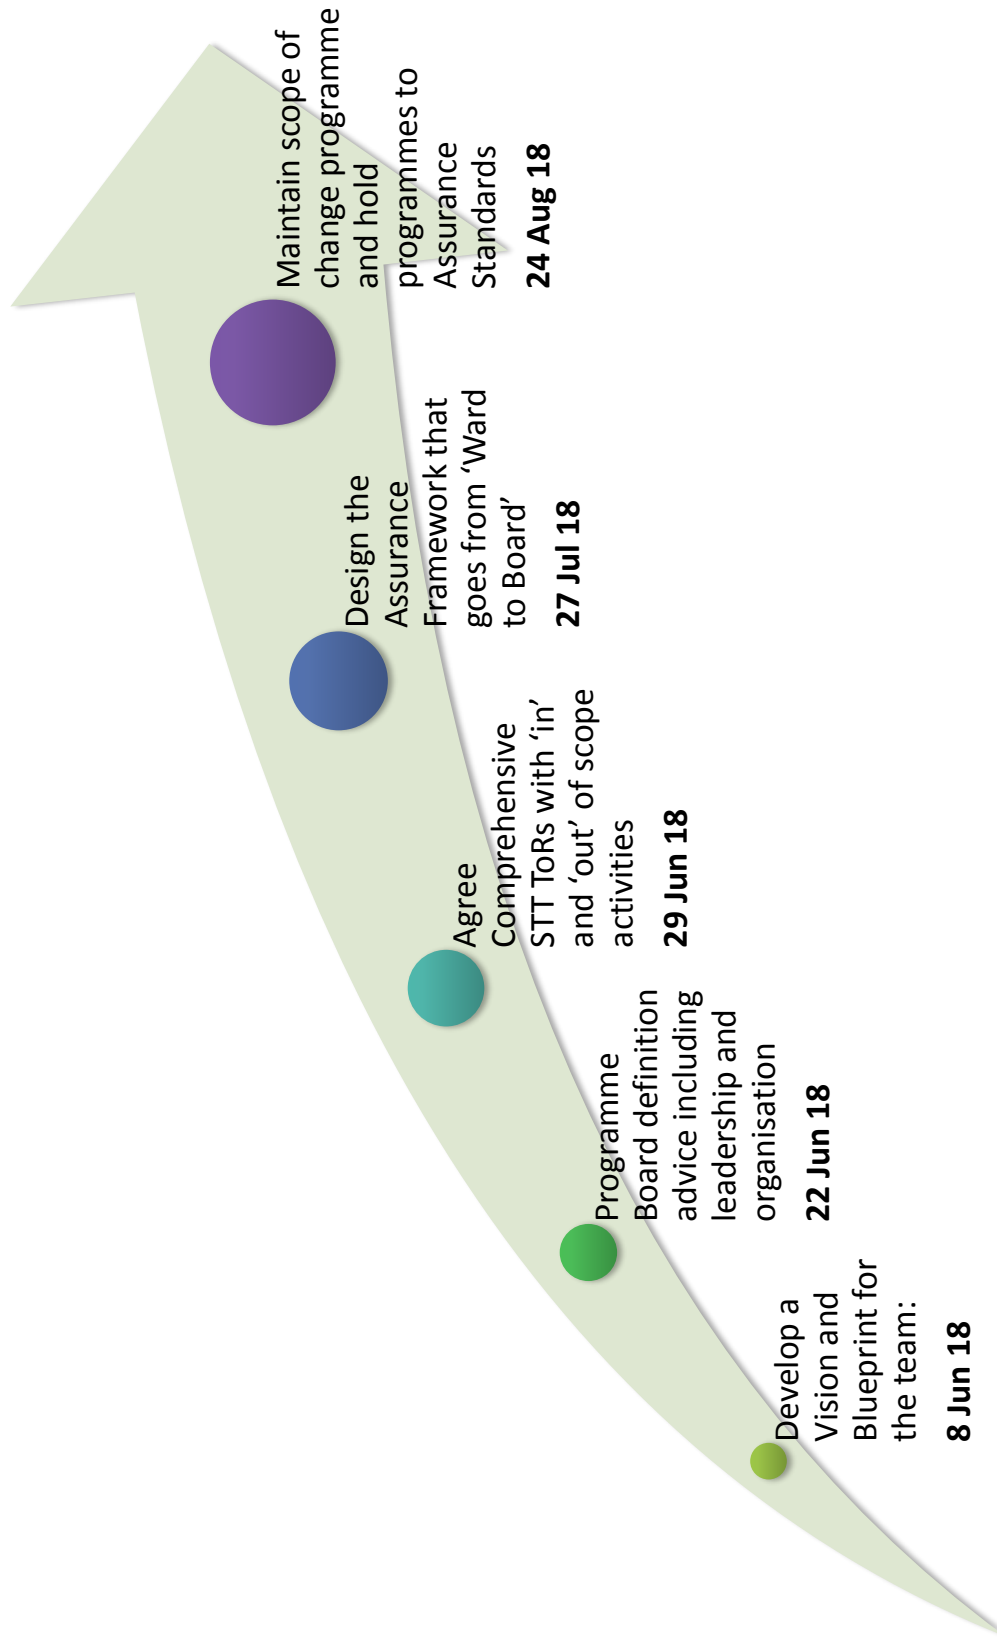 Develop a
Vision and
Blueprint for
the team:
8 Jun 18
Programme
Board definition
advice including
leadership and
organisation
22 Jun 18
Agree
Comprehensive
STT ToRs with ‘in’
and ‘out’ of scope
activities
29 Jun 18
Design the
Assurance
Framework that
goes from ‘Ward
to Board’
27 Jul 18
Maintain scope of
change programme
and hold
programmes to
Assurance
Standards
24 Aug 18